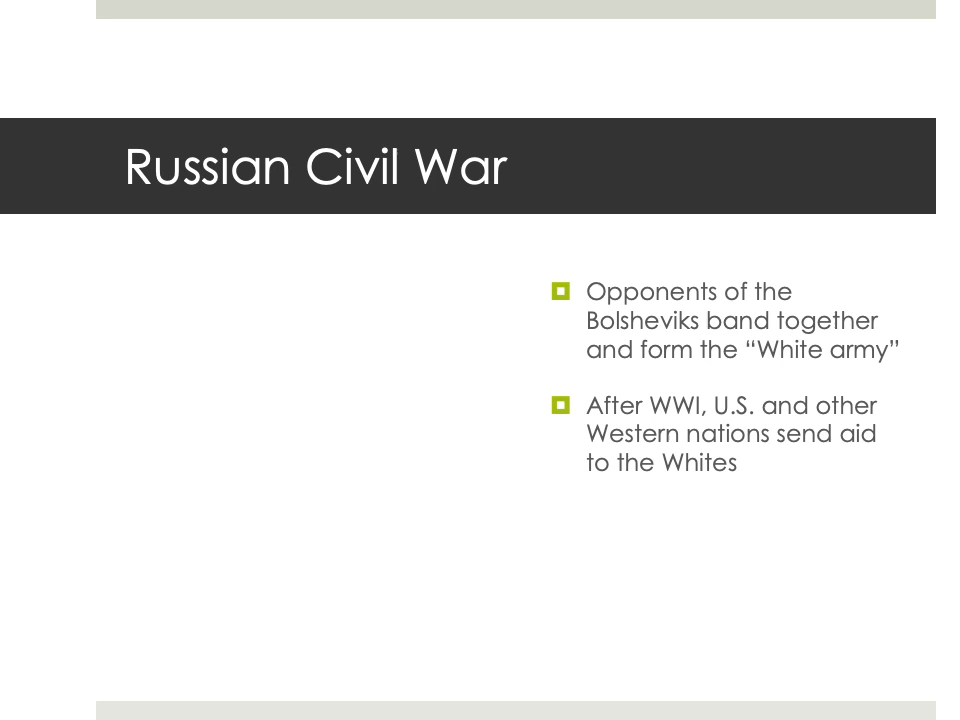 Russian Civil War
Opponents of the
Bolsheviks band together
and form the “White army”
After WWI, U.S. and other
Western nations send aid
to the Whites